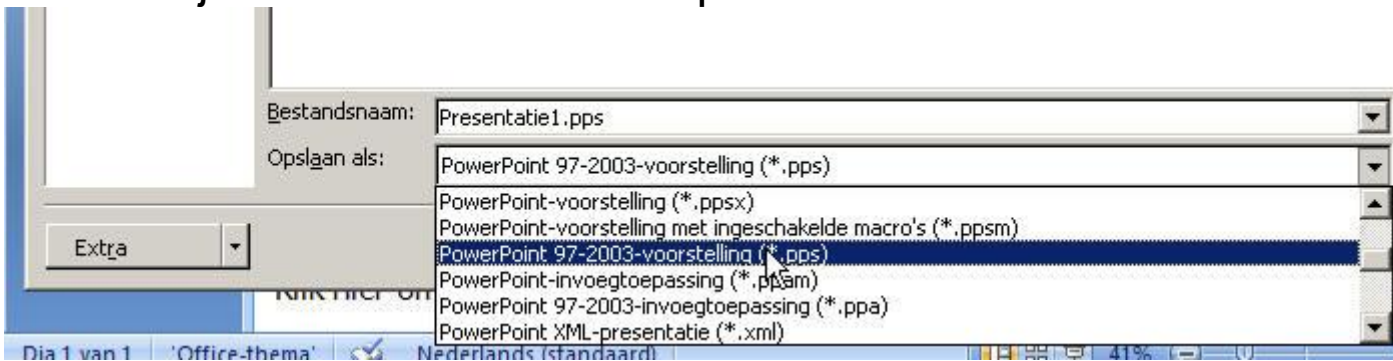 Bestandsnaam: Presentatie1.pps
Opslaan als: PowerPoint 97-2003-voorstelling (*.pps)
PowerPoint-voorstelling (*.ppsx)
PowerPoint-voorstelling met ingeschakelde macro's (*.ppsm)
Extra
PowerPoint 97-2003-voorstelling (*.pps)
PowerPoint-invoegtoepassing (*.ppam)
PowerPoint 97-2003-invoegtoepassing (*.ppa)
PowerPoint XML-presentatie (*.xml)
Dia 1 van 1 'Office-thema' Nederlands (standaard) 41%